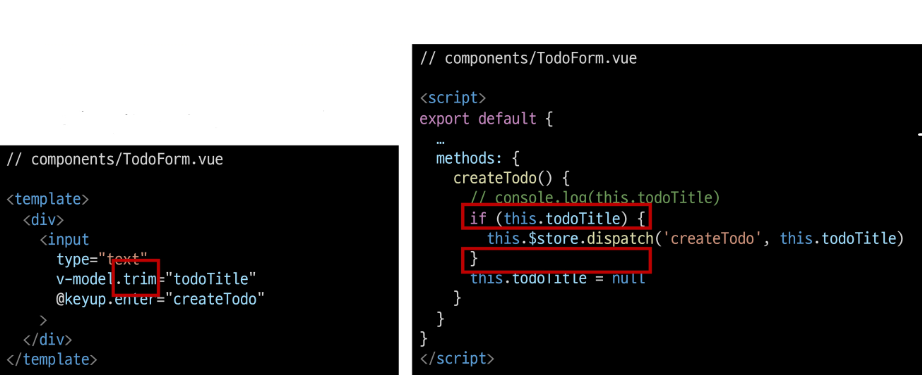 // components/TodoForm.vue
<template>
<div>
<input
type="text"
v-model.trim="todoTitle"
@keyup.enter="createTodo"
>
</div>
</template>
// components/TodoForm.vue
<script>
export default {
…
methods: {
createTodo() {
// console.log(this.todoTitle)
if (this.todoTitle) {
this.$store.dispatch('createTodo', this.todoTitle)
}
this.todoTitle = null
}
}
}
</script>